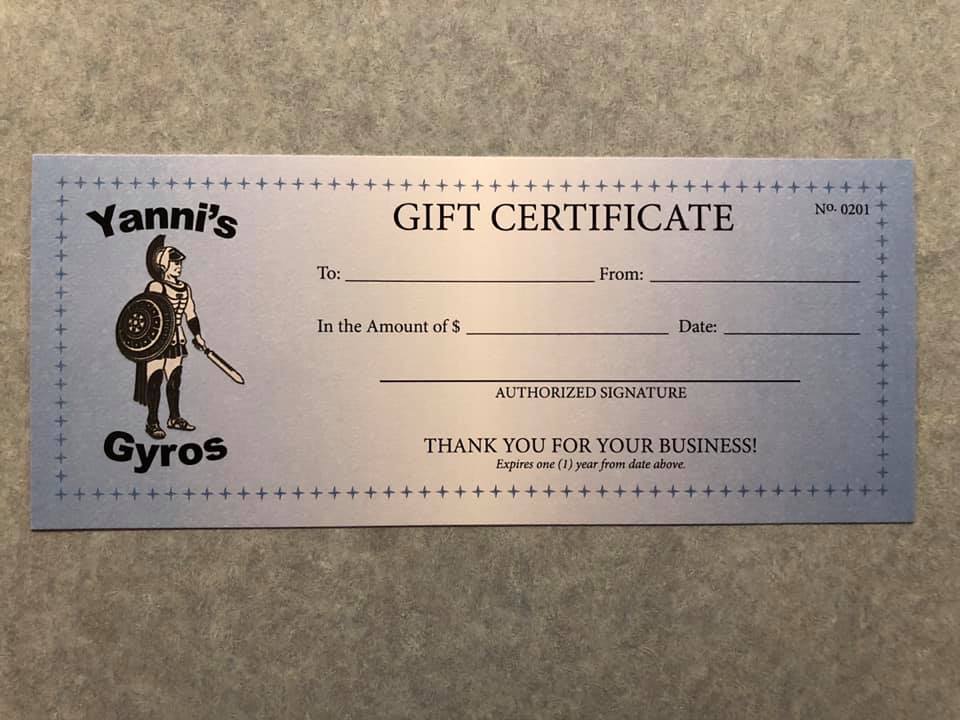 Yanni's
Gyros
GIFT CERTIFICATE
No. 0201
To: From:
In the Amount of $ Date:
AUTHORIZED SIGNATURE
THANK YOU FOR YOUR BUSINESS!
Expires one (1) year from date above.